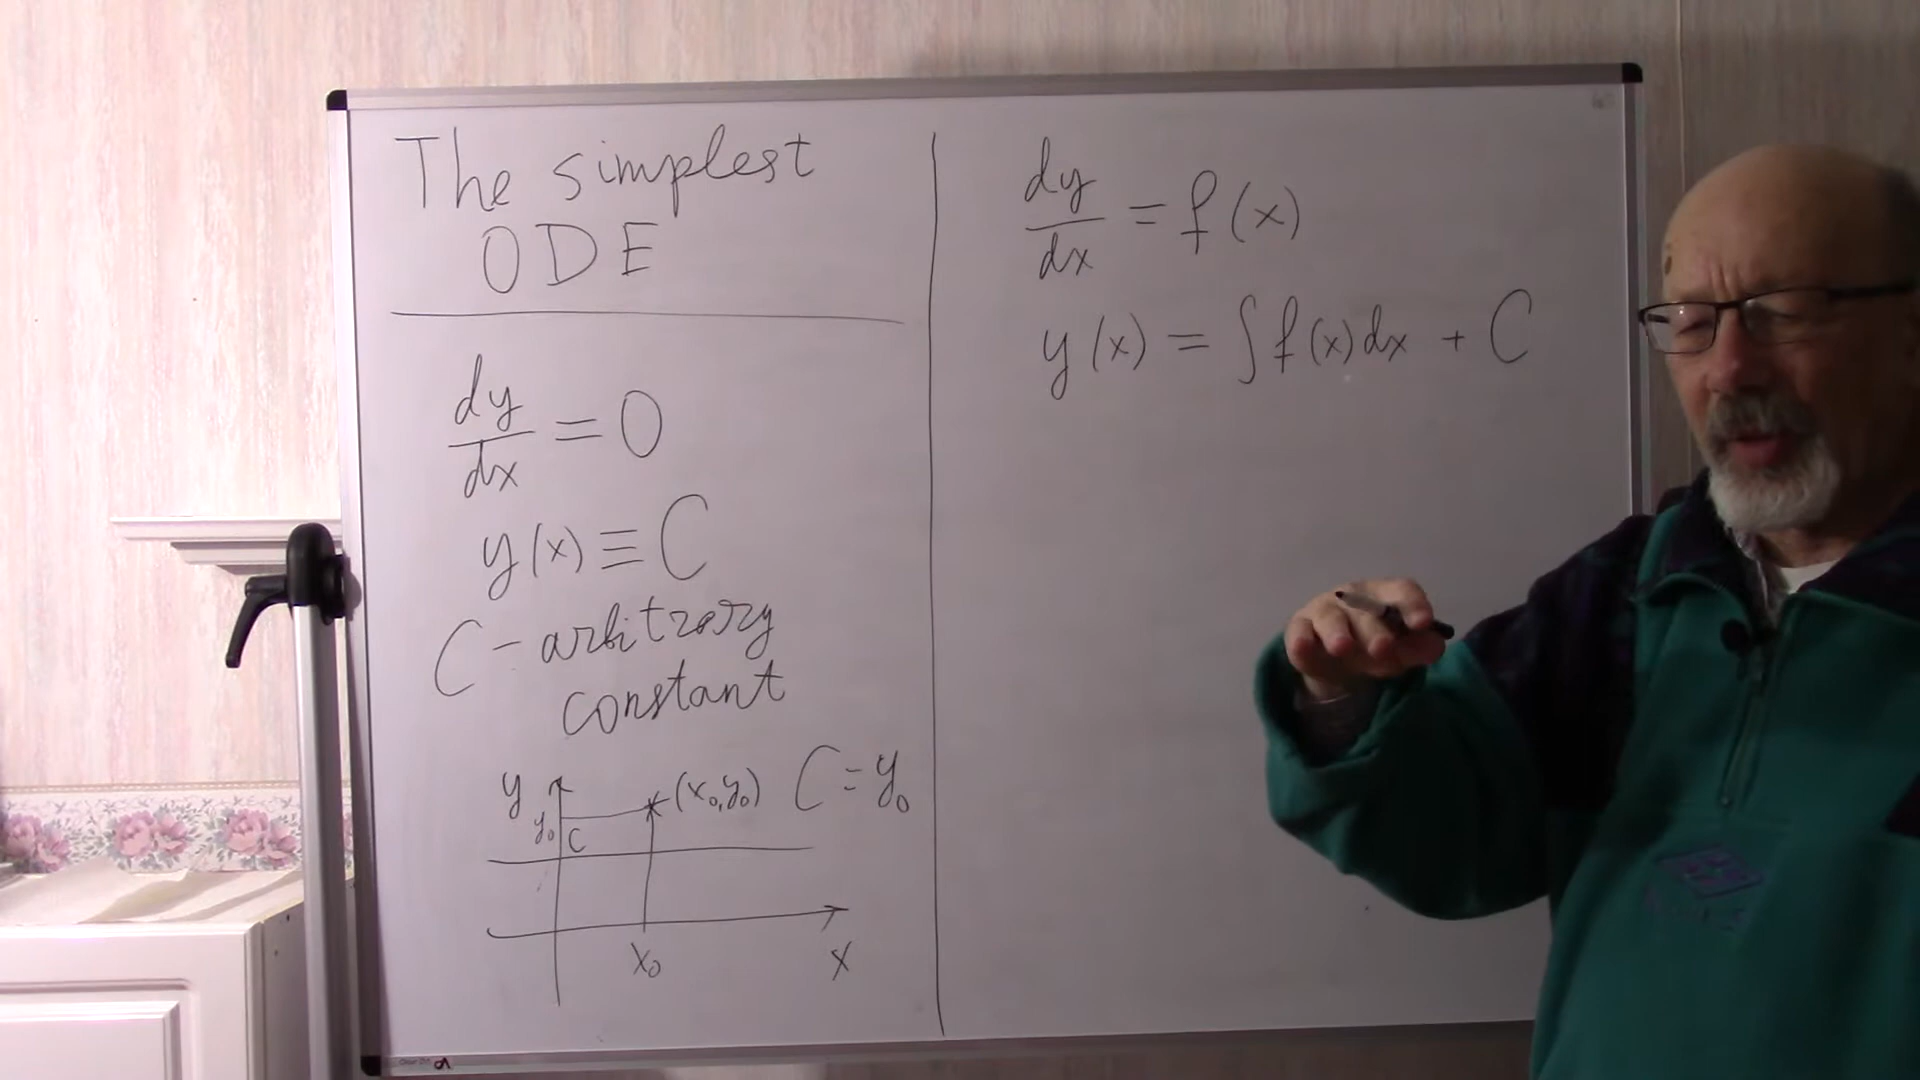 The simplest
ODE
dy/dx = 0
y(x) ≡ C
C - arbitrary
constant
y
(x₀,y₀)
C = y₀
y₀
C
x₀
x
dy/dx = f(x)
y(x) = ∫f(x)dx + C